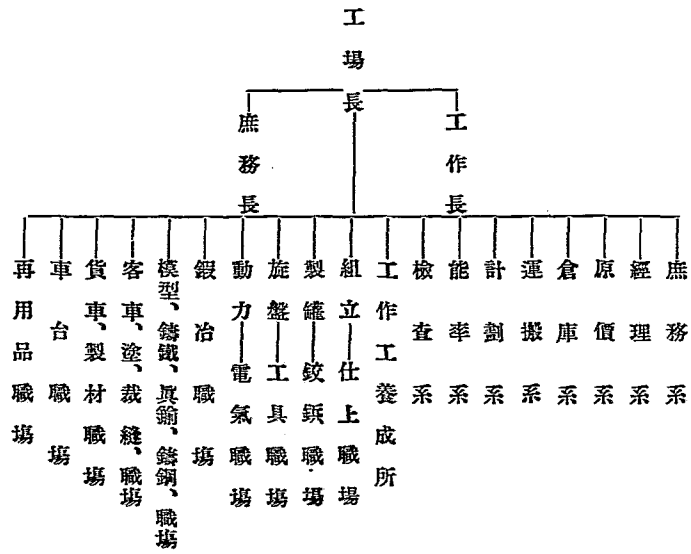 工場長
工作長
庶務長
庶務系
經理系
原價系
倉庫系
運搬系
計劃系
能率系
檢查系
工作工養成所
組立―仕上職場
製罐―鉸鋲職場
旋盤―工具職場
動力―電氣職場
鍛冶職場
模型、鑄鐵、眞鍮、鑄鋼、職場
客車、塗、裁縫、職場
貨車、製材職場
車台職場
再用品職場